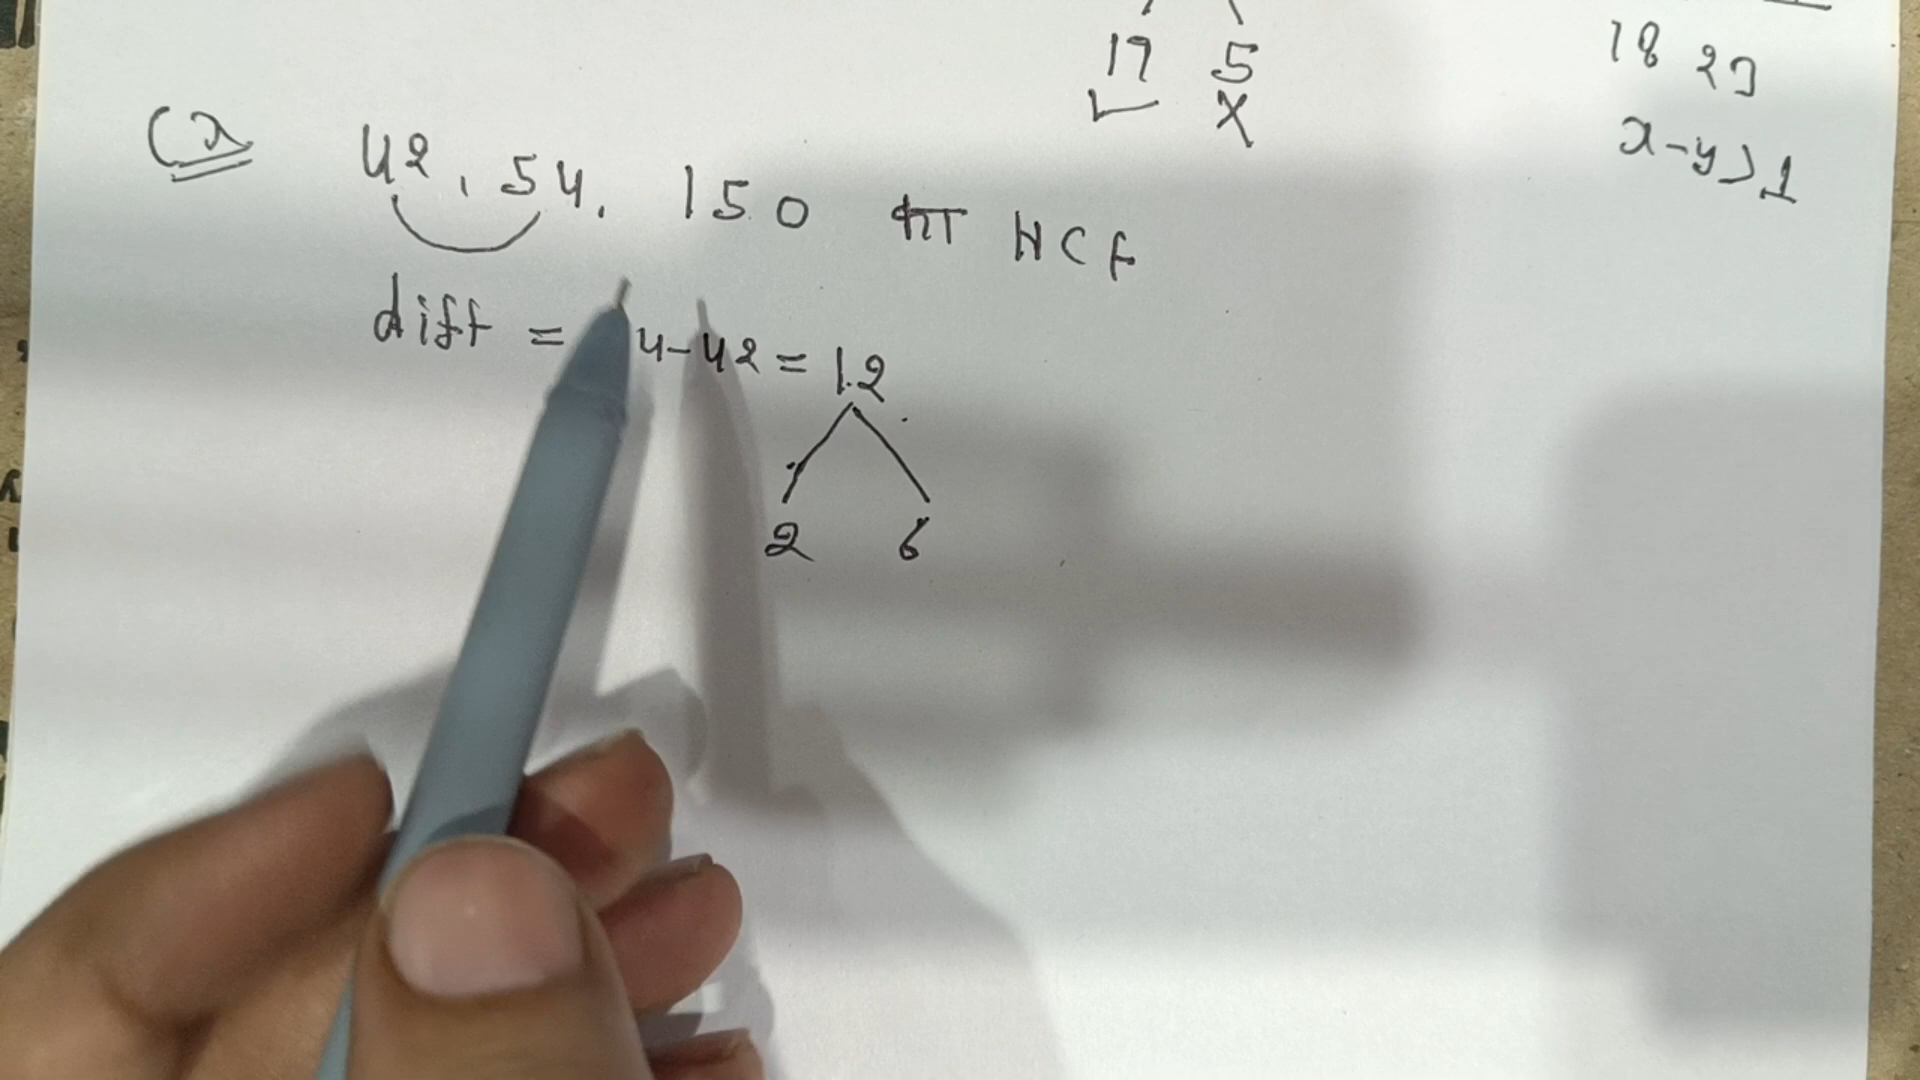 17 5
18 23
✓ X
x-y>1
Ex 42, 54, 150 का HCF
diff = 4-42 = 12
2 6